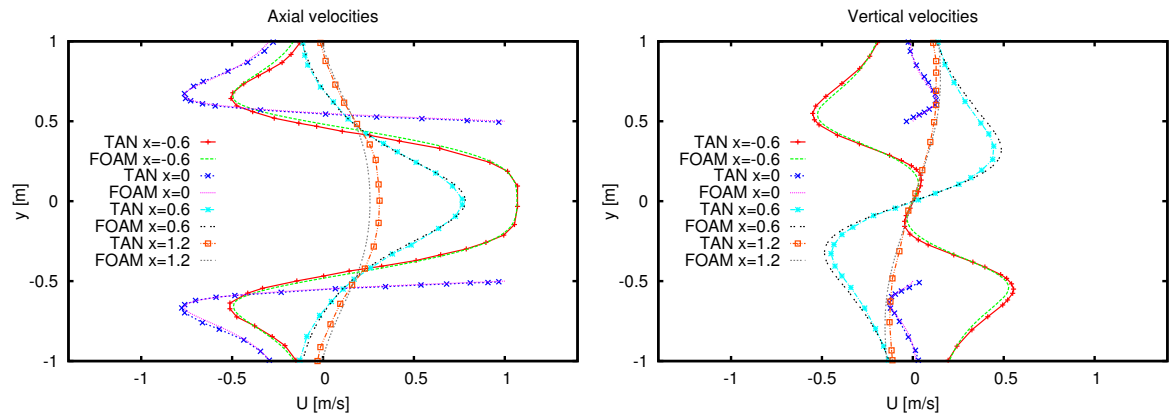 Axial velocities
1
0.5
0
-0.5
-1
y [m]
TAN x=-0.6
FOAM x=-0.6
TAN x=0
FOAM x=0
TAN x=0.6
FOAM x=0.6
TAN x=1.2
FOAM x=1.2
-1 -0.5 0 0.5 1
U [m/s]
Vertical velocities
1
0.5
0
-0.5
-1
y [m]
TAN x=-0.6
FOAM x=-0.6
TAN x=0
FOAM x=0
TAN x=0.6
FOAM x=0.6
TAN x=1.2
FOAM x=1.2
-1 -0.5 0 0.5 1
U [m/s]